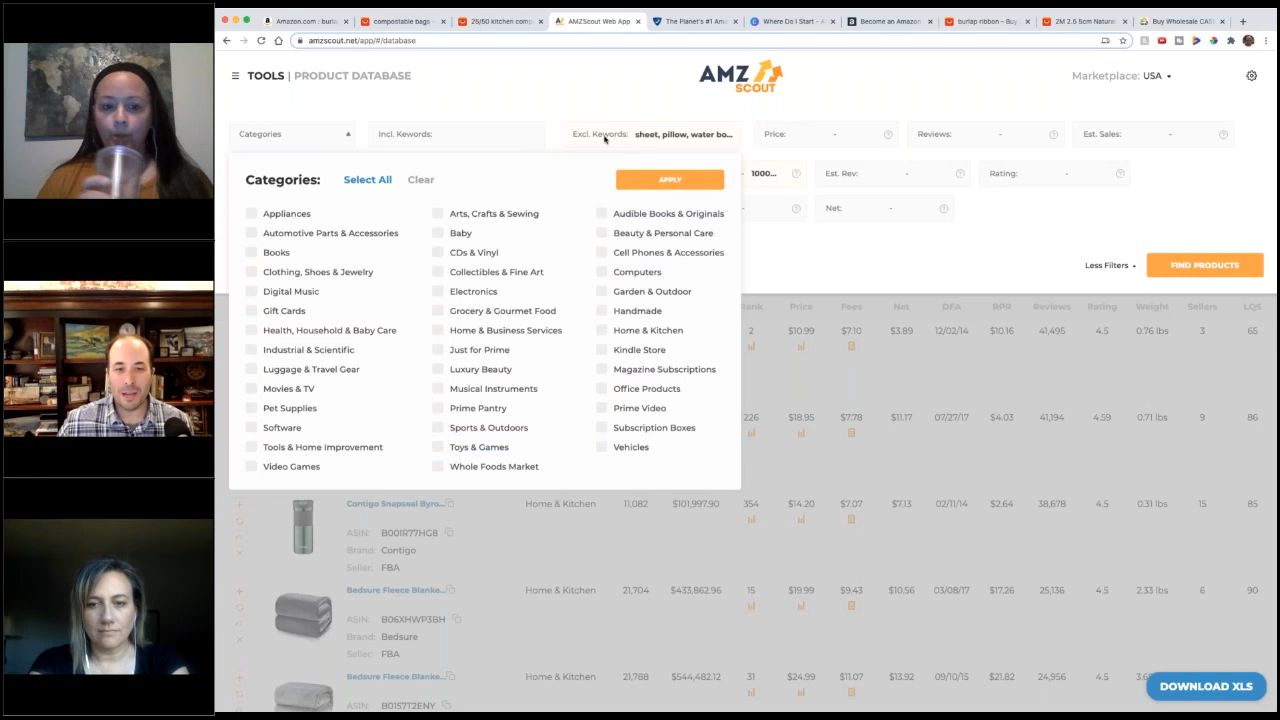 Amazon.com : burla
compostable bags –
25/50 kitchen comp
AMZScout Web App
The Planet's #1 Am
Where Do I Start - A
Become an Amazon
burlap ribbon – Buy
2M 2.5 5cm Natura
Buy Wholesale CAS
amzscout.net/app/#/database
TOOLS | PRODUCT DATABASE
AMZ SCOUT
Marketplace: USA
Categories
Incl. Kewords:
Excl. Kewords: sheet, pillow, water bo...
Price: -
Reviews: -
Est. Sales: -
Categories:
Select All
Clear
APPLY
- 1000...
Est. Rev: -
Rating: -
-
Net: -
Less Filters
FIND PRODUCTS
Appliances
Arts, Crafts & Sewing
Audible Books & Originals
Automotive Parts & Accessories
Baby
Beauty & Personal Care
Books
CDs & Vinyl
Cell Phones & Accessories
Clothing, Shoes & Jewelry
Collectibles & Fine Art
Computers
Digital Music
Electronics
Garden & Outdoor
Gift Cards
Grocery & Gourmet Food
Handmade
Health, Household & Baby Care
Home & Business Services
Home & Kitchen
Industrial & Scientific
Just for Prime
Kindle Store
Luggage & Travel Gear
Luxury Beauty
Magazine Subscriptions
Movies & TV
Musical Instruments
Office Products
Pet Supplies
Prime Pantry
Prime Video
Software
Sports & Outdoors
Subscription Boxes
Tools & Home Improvement
Toys & Games
Vehicles
Video Games
Whole Foods Market
Rank Price Fees Net DFA RPR Reviews Rating Weight Sellers LQS
2 $10.99 $7.10 $3.89 12/02/14 $10.16 41,495 4.5 0.76 lbs 3 65
226 $18.95 $7.78 $11.17 07/27/17 $4.03 41,194 4.59 0.71 lbs 9 86
Contigo Snapseal Byro... Home & Kitchen 11,082 $101,997.90 354 $14.20 $7.07 $7.13 02/11/14 $2.64 38,678 4.5 0.31 lbs 15 85
ASIN: B00IR77HG8
Brand: Contigo
Seller: FBA
Bedsure Fleece Blanke... Home & Kitchen 21,704 $433,862.96 15 $19.99 $9.43 $10.56 03/08/17 $17.26 25,136 4.5 2.33 lbs 6 90
ASIN: B06XHWP3BH
Brand: Bedsure
Seller: FBA
Bedsure Fleece Blanke... Home & Kitchen 21,788 $544,482.12 31 $24.99 $11.07 $13.92 09/10/15 $21.82 24,956 4.5
ASIN: B0157T2ENY
DOWNLOAD XLS